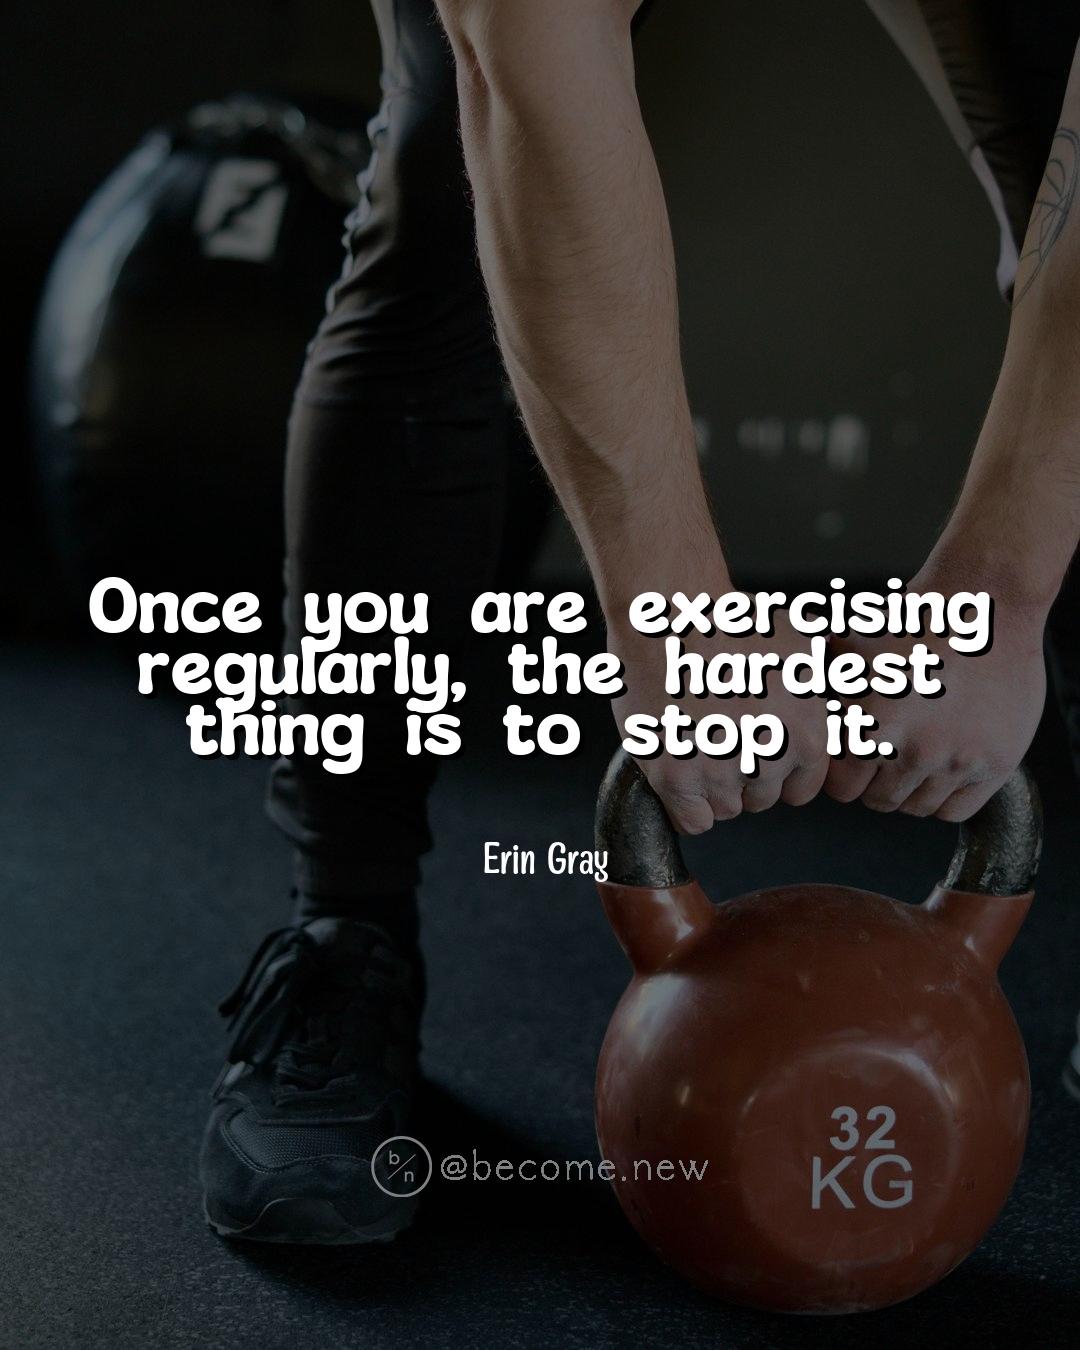 Once you are exercising
regularly, the hardest
thing is to stop it.
Erin Gray
b/n @become.new
32
KG